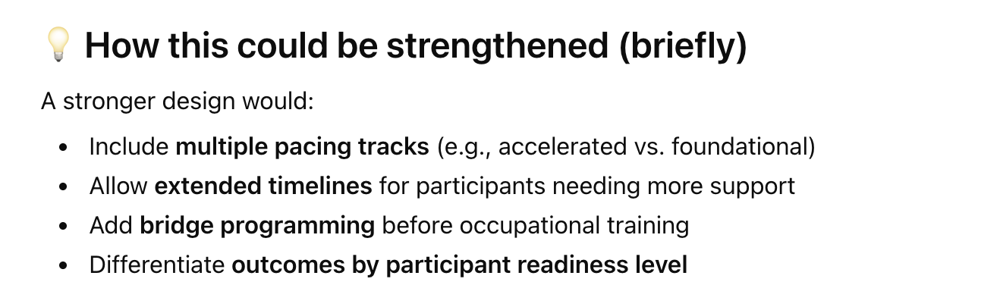 💡 How this could be strengthened (briefly)
A stronger design would:
• Include multiple pacing tracks (e.g., accelerated vs. foundational)
• Allow extended timelines for participants needing more support
• Add bridge programming before occupational training
• Differentiate outcomes by participant readiness level